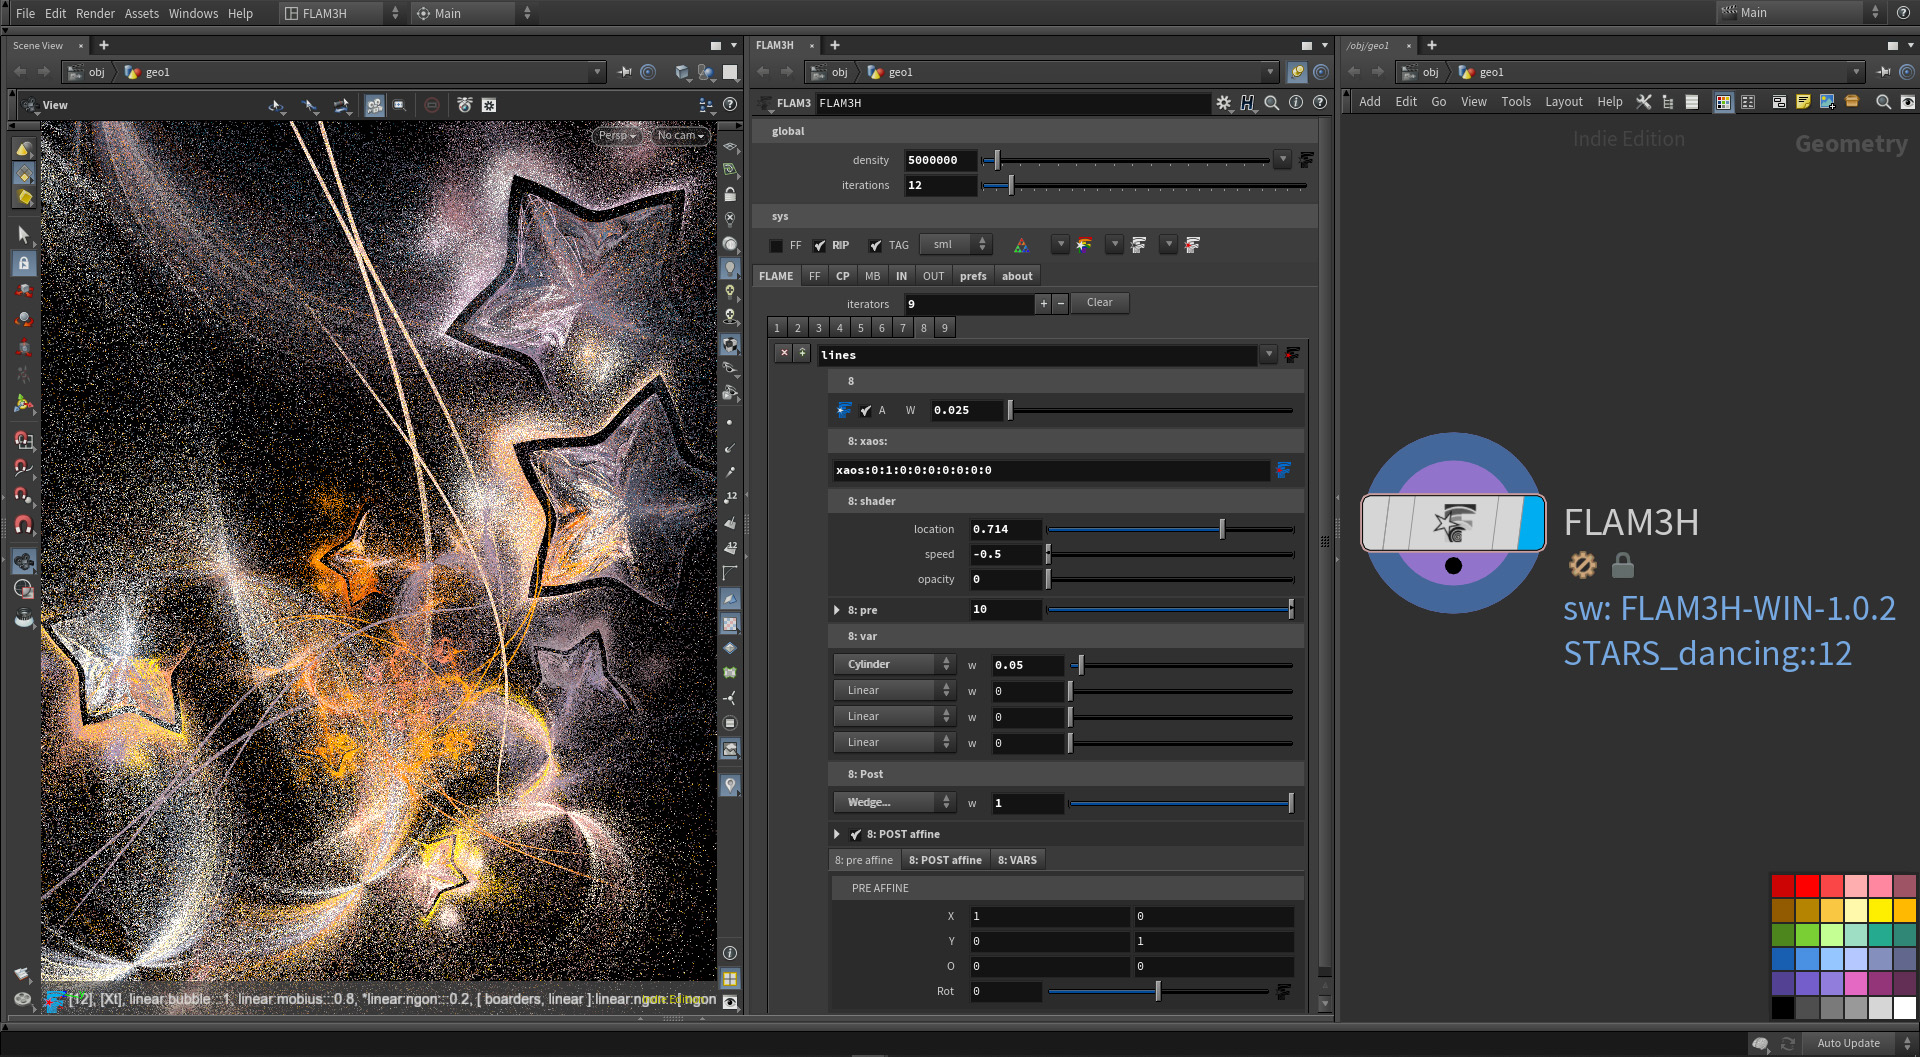 File Edit Render Assets Windows Help FLAM3H Main Main
Scene View
obj geo1
View
Persp No cam
12
12
[12], [Xt], linear:bubble:::1, linear:mobius:::0.8, *linear:ngon:::0.2, [ boarders, linear ]:linear:ngon
FLAM3H
obj geo1
FLAM3 FLAM3H
global
density 5000000
iterations 12
sys
FF RIP TAG sml
FLAME FF CP MB IN OUT prefs about
iterators 9 + − Clear
1 2 3 4 5 6 7 8 9
lines
8
A W 0.025
8: xaos:
xaos:0:1:0:0:0:0:0:0:0
8: shader
location 0.714
speed -0.5
opacity 0
8: pre 10
8: var
Cylinder w 0.05
Linear w 0
Linear w 0
Linear w 0
8: Post
Wedge... w 1
8: POST affine
8: pre affine 8: POST affine 8: VARS
PRE AFFINE
X 1 0
Y 0 1
O 0 0
Rot 0
/obj/geo1
obj geo1
Add Edit Go View Tools Layout Help
Indie Edition
Geometry
FLAM3H
sw: FLAM3H-WIN-1.0.2
STARS_dancing::12
Auto Update